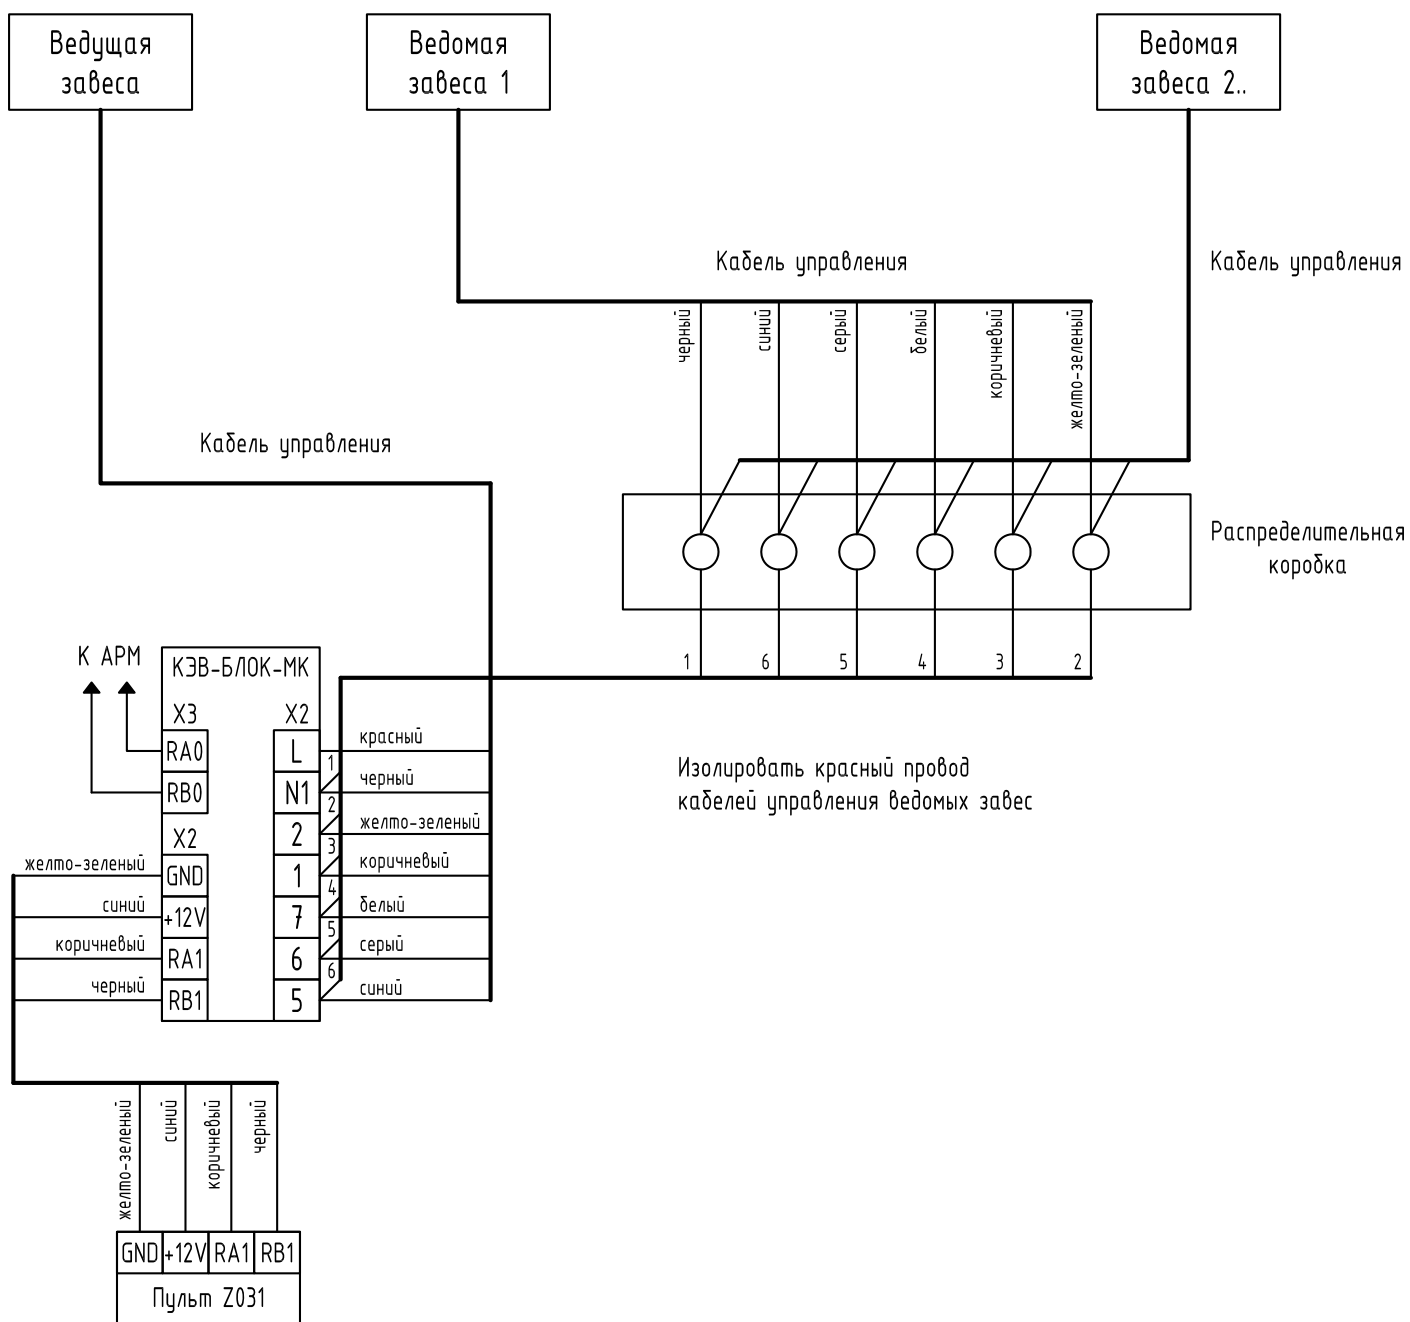 Ведущая
завеса
Ведомая
завеса 1
Ведомая
завеса 2..
Кабель управления
Кабель управления
черный
синий
серый
белый
коричневый
желто-зеленый
Кабель управления
Распределительная
коробка
1
6
5
4
3
2
К АРМ
КЭВ-БЛОК-МК
X3
X2
RA0
L
красный
1
RB0
N1
черный
2
X2
2
желто-зеленый
3
желто-зеленый
GND
1
коричневый
4
синий
+12V
7
белый
5
коричневый
RA1
6
серый
6
черный
RB1
5
синий
Изолировать красный провод
кабелей управления ведомых завес
желто-зеленый
синий
коричневый
черный
GND
+12V
RA1
RB1
Пульт Z031